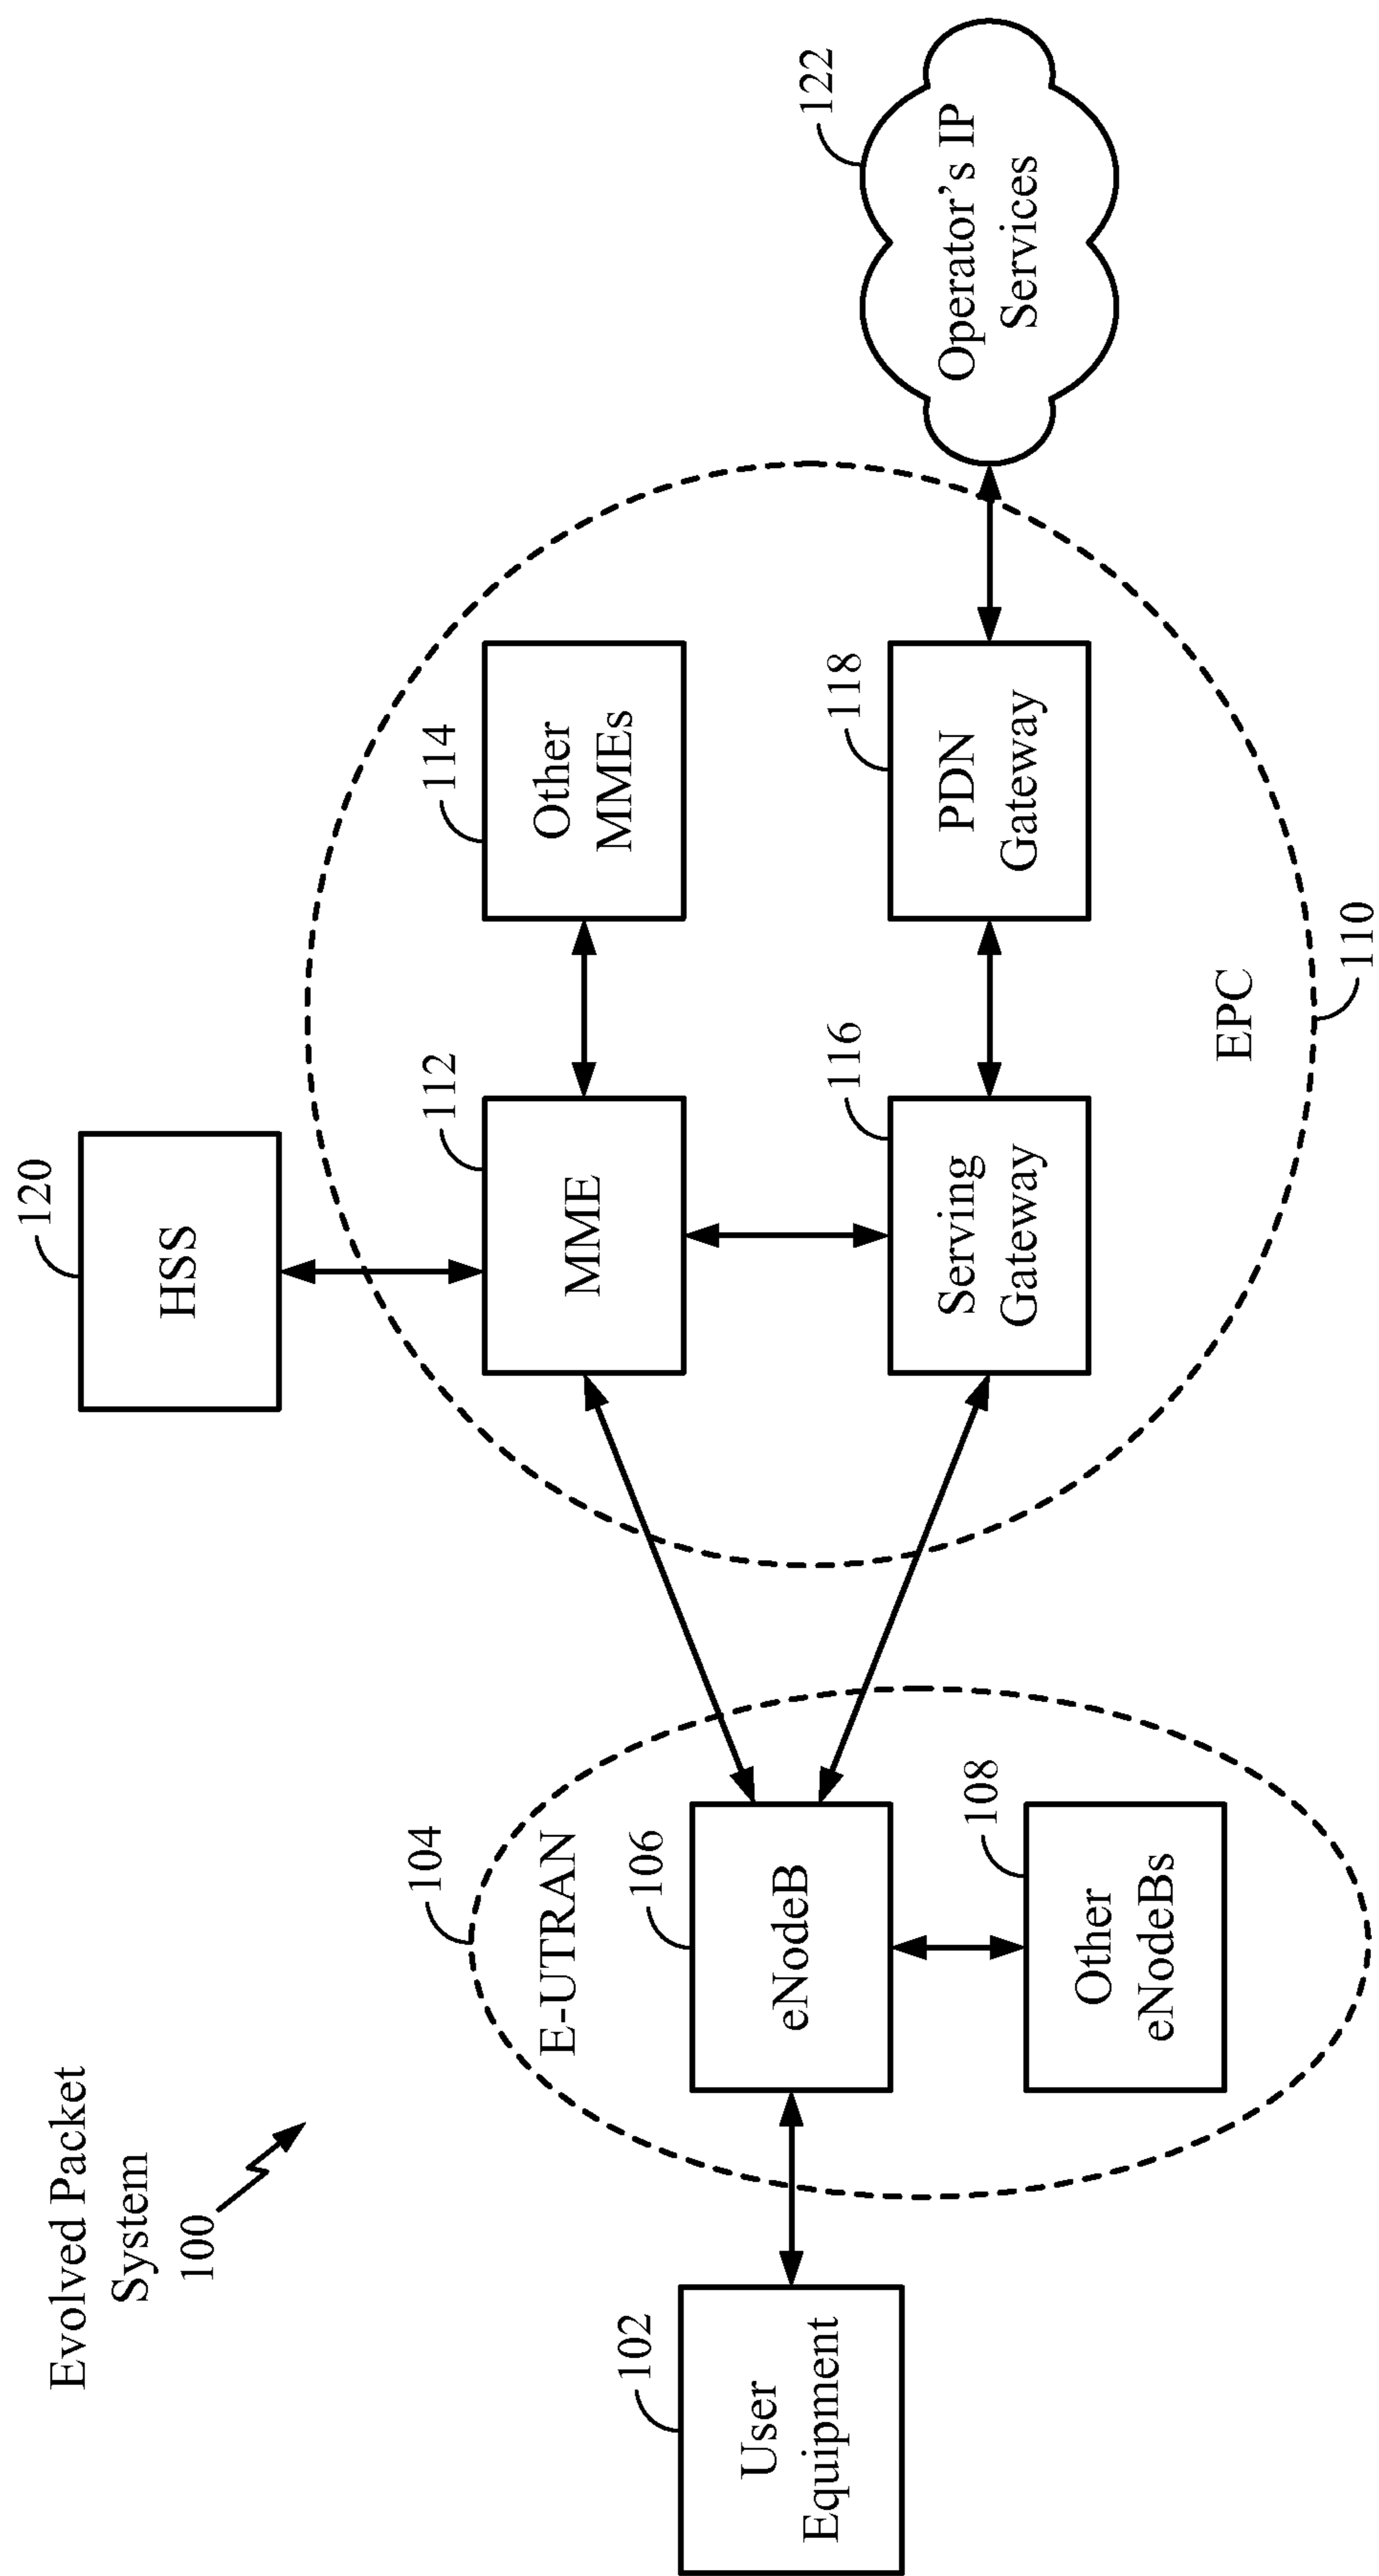 Evolved Packet
System
100
120
HSS
112
MME
114
Other
MMEs
122
Operator's IP
Services
104
E-UTRAN
102
User
Equipment
106
eNodeB
108
Other
eNodeBs
116
Serving
Gateway
118
PDN
Gateway
EPC
110